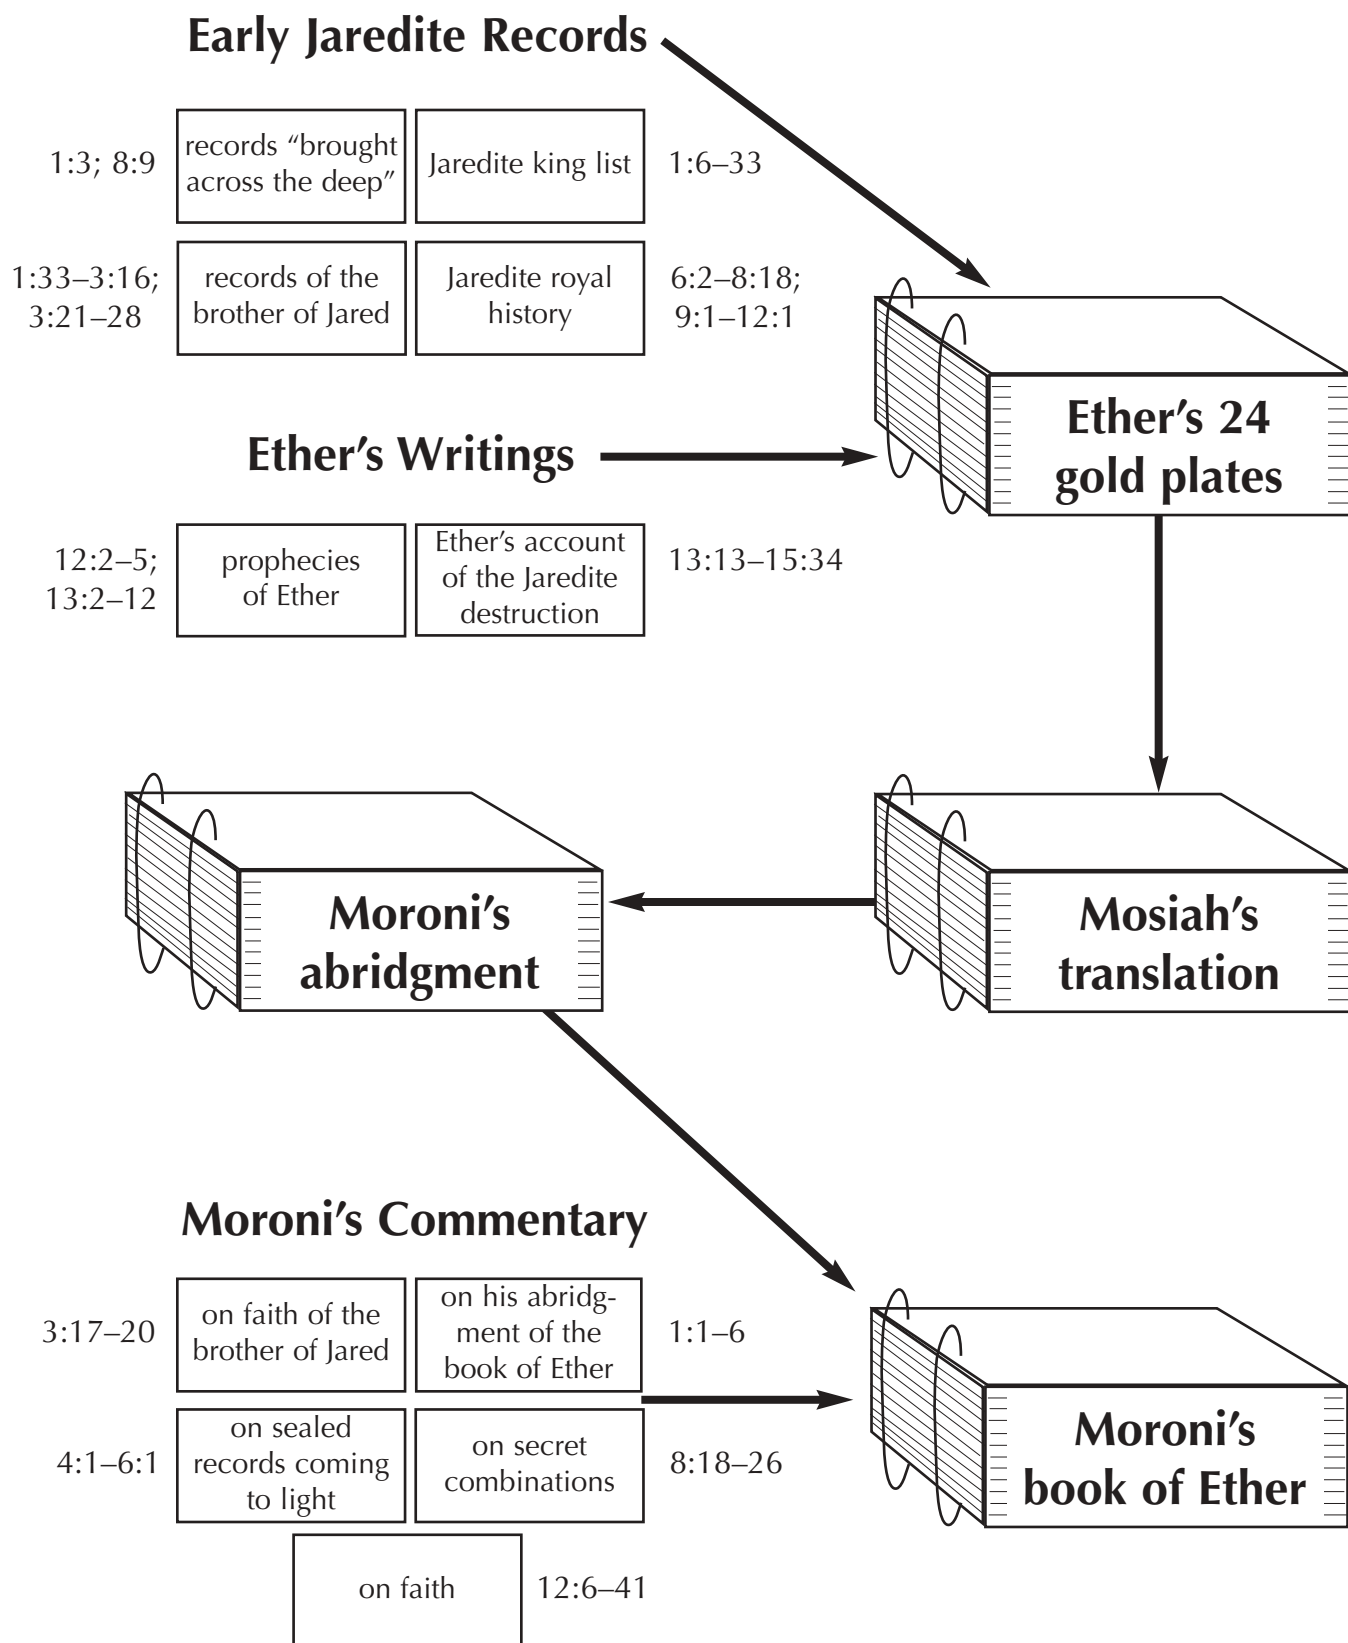 Early Jaredite Records
1:3; 8:9
records “brought
across the deep”
Jaredite king list
1:6–33
1:33–3:16;
3:21–28
records of the
brother of Jared
Jaredite royal
history
6:2–8:18;
9:1–12:1
Ether’s 24
gold plates
Ether’s Writings
12:2–5;
13:2–12
prophecies
of Ether
Ether’s account
of the Jaredite
destruction
13:13–15:34
Moroni’s
abridgment
Mosiah’s
translation
Moroni’s Commentary
3:17–20
on faith of the
brother of Jared
on his abridg-
ment of the
book of Ether
1:1–6
4:1–6:1
on sealed
records coming
to light
on secret
combinations
8:18–26
Moroni’s
book of Ether
on faith
12:6–41